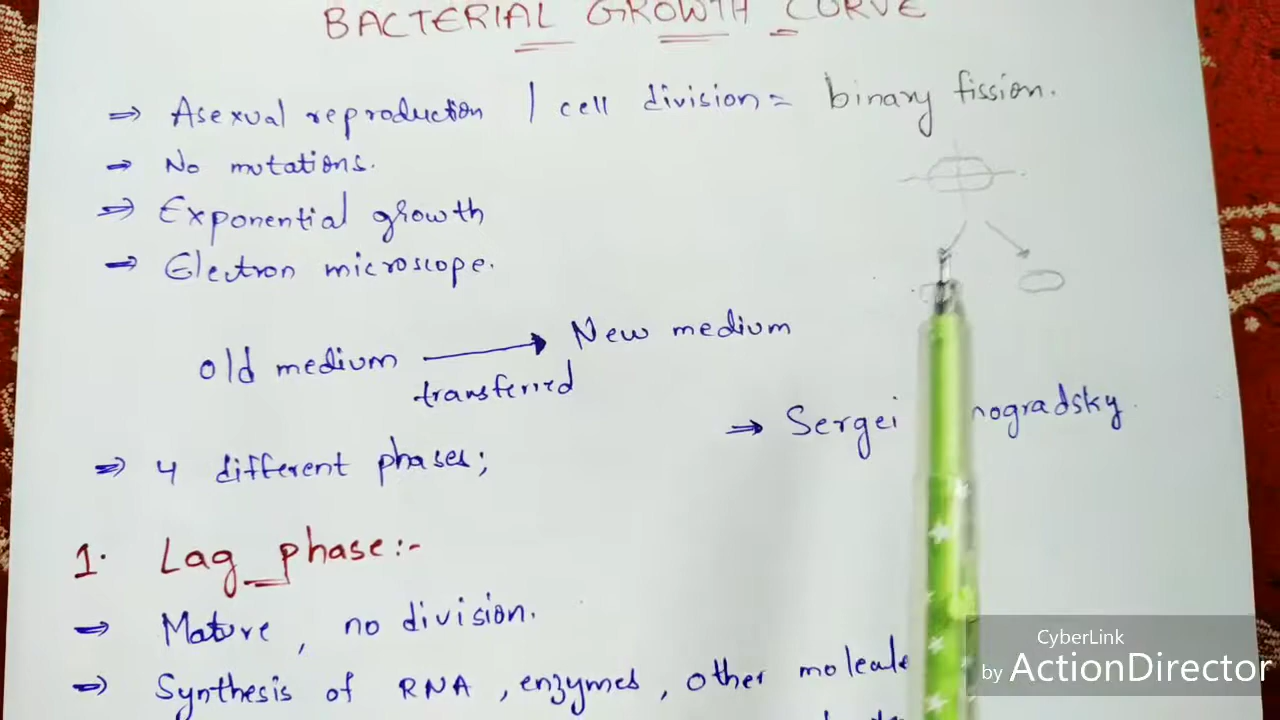 BACTERIAL GROWTH CURVE
⇒ Asexual reproduction / cell division = binary fission.
→ No mutations.
⇒ Exponential growth
→ Electron microscope.
Old medium → New medium
transferred
⇒ Sergei nogradsky.
⇒ 4 different phases;
1. Lag phase:-
⇒ Mature, no division.
⇒ Synthesis of RNA, enzymes, other
CyberLink
by ActionDirector